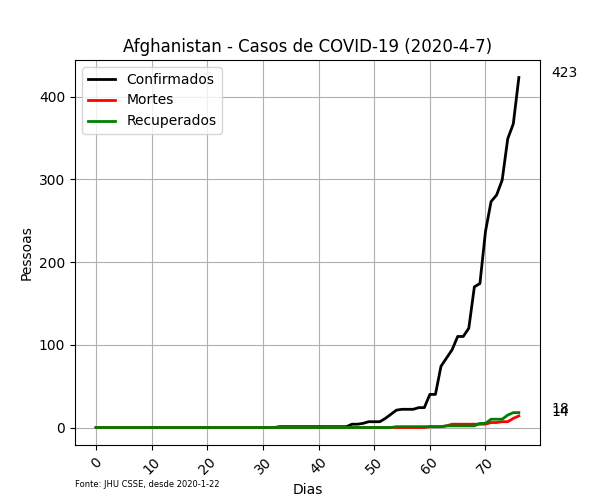 Afghanistan - Casos de COVID-19 (2020-4-7)
Confirmados
Mortes
Recuperados
423
400
300
200
100
0
18
14
Pessoas
0 10 20 30 40 50 60 70
Fonte: JHU CSSE, desde 2020-1-22
Dias